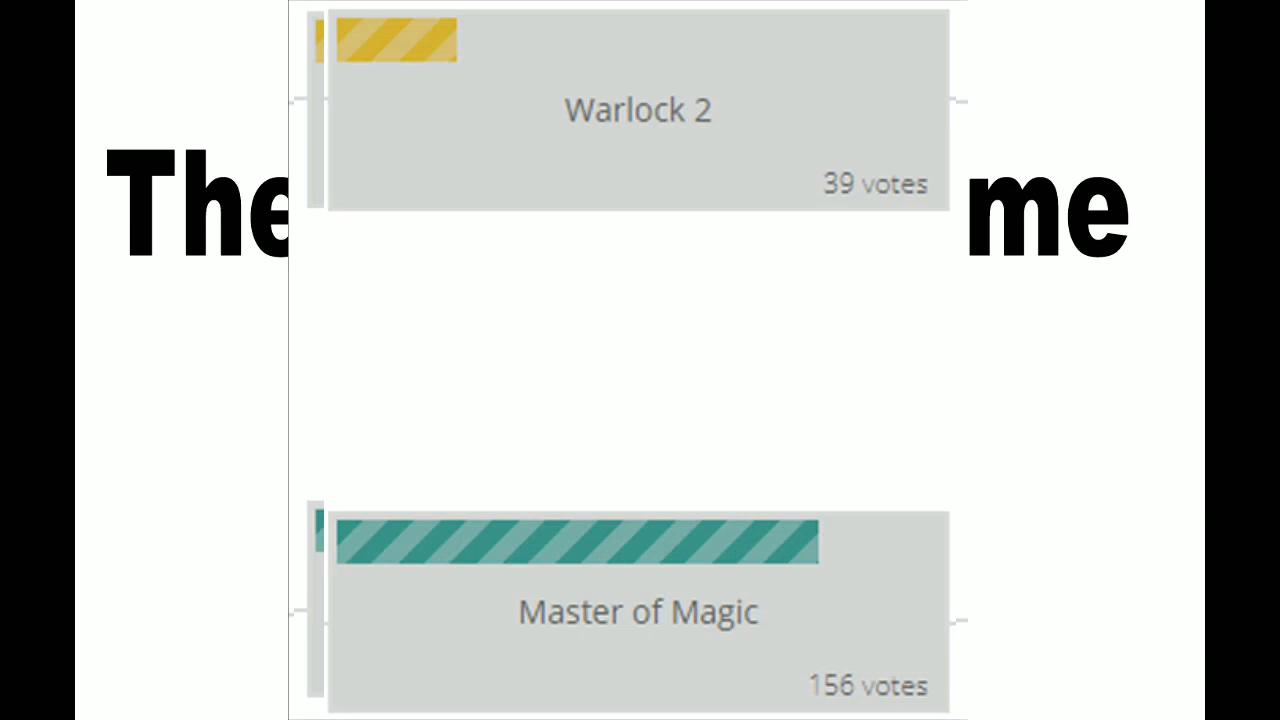 Warlock 2
39 votes
The me
Master of Magic
156 votes